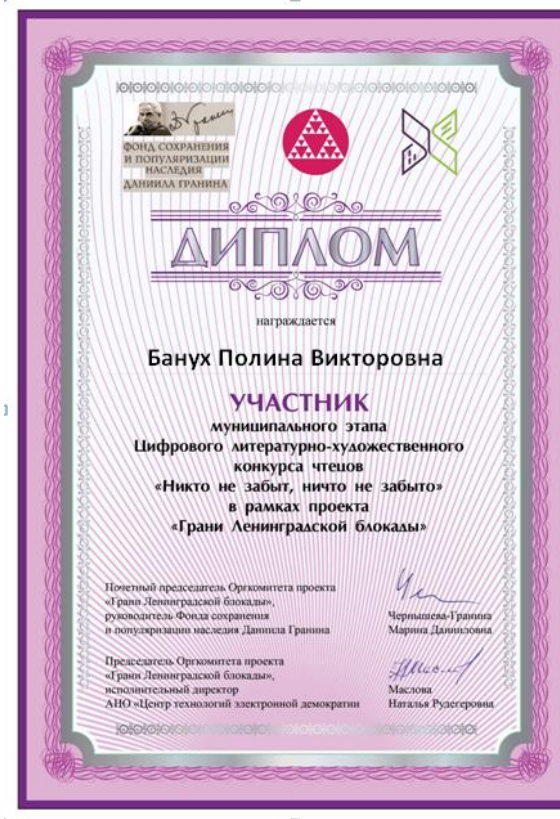 ФОНД СОХРАНЕНИЯ
И ПОПУЛЯРИЗАЦИИ
НАСЛЕДИЯ
ДАНИИЛА ГРАНИНА
ДИПЛОМ
награждается
Банух Полина Викторовна
УЧАСТНИК
муниципального этапа
Цифрового литературно-художественного
конкурса чтецов
«Никто не забыт, ничто не забыто»
в рамках проекта
«Грани Ленинградской блокады»
Почетный председатель Оргкомитета проекта
«Грани Ленинградской блокады»,
руководитель Фонда сохранения Чернышева-Гранина
и популяризации наследия Даниила Гранина Марина Данииловна
Председатель Оргкомитета проекта
«Грани Ленинградской блокады»,
исполнительный директор Маслова
АНО «Центр технологий электронной демократии Наталья Рудегеровна